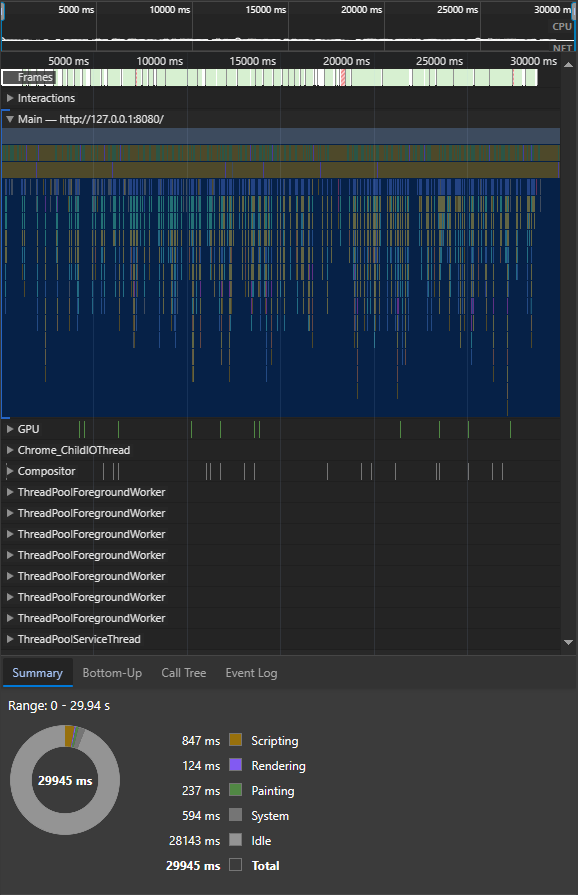 5000 ms 10000 ms 15000 ms 20000 ms 25000 ms 30000 ms
CPU
NET
5000 ms 10000 ms 15000 ms 20000 ms 25000 ms 30000 ms
Frames
Interactions
Main — http://127.0.0.1:8080/
GPU
Chrome_ChildIOThread
Compositor
ThreadPoolForegroundWorker
ThreadPoolForegroundWorker
ThreadPoolForegroundWorker
ThreadPoolForegroundWorker
ThreadPoolForegroundWorker
ThreadPoolForegroundWorker
ThreadPoolForegroundWorker
ThreadPoolServiceThread
Summary Bottom-Up Call Tree Event Log
Range: 0 - 29.94 s
847 ms Scripting
124 ms Rendering
237 ms Painting
594 ms System
28143 ms Idle
29945 ms Total
29945 ms